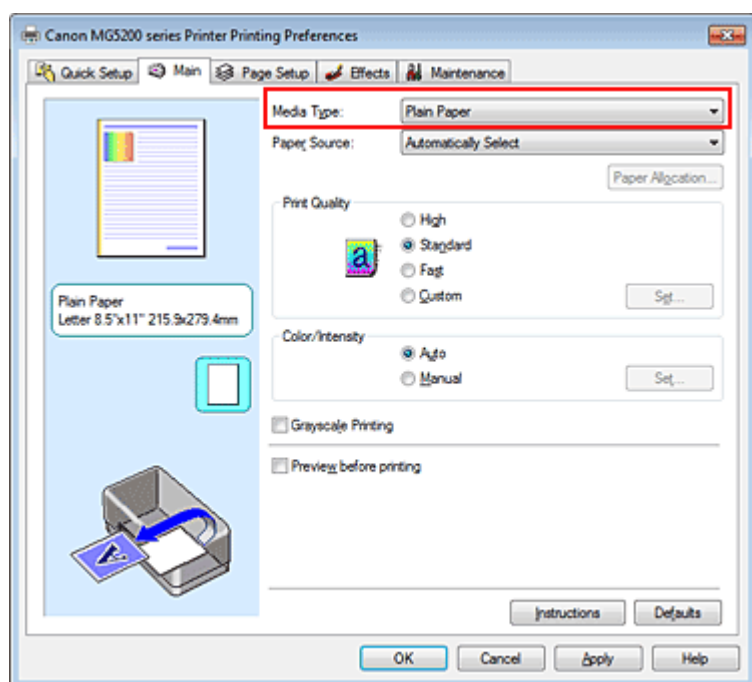 Canon MG5200 series Printer Printing Preferences
Quick Setup Main Page Setup Effects Maintenance
Media Type: Plain Paper
Paper Source: Automatically Select
Paper Allocation...
Print Quality
High
a Standard
Fast
Custom Set...
Plain Paper
Letter 8.5"x11" 215.9x279.4mm
Color/Intensity
Auto
Manual Set...
Grayscale Printing
Preview before printing
A
Instructions Defaults
OK Cancel Apply Help